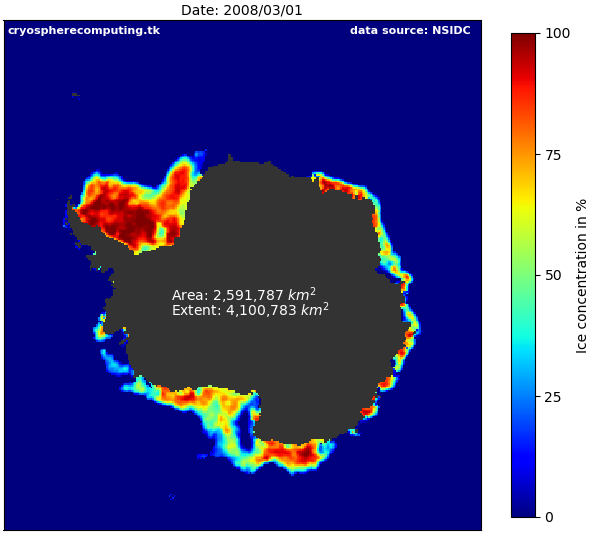 Date: 2008/03/01
cryospherecomputing.tk data source: NSIDC
Area: 2,591,787 km²
Extent: 4,100,783 km²
100
75
50
25
0
Ice concentration in %